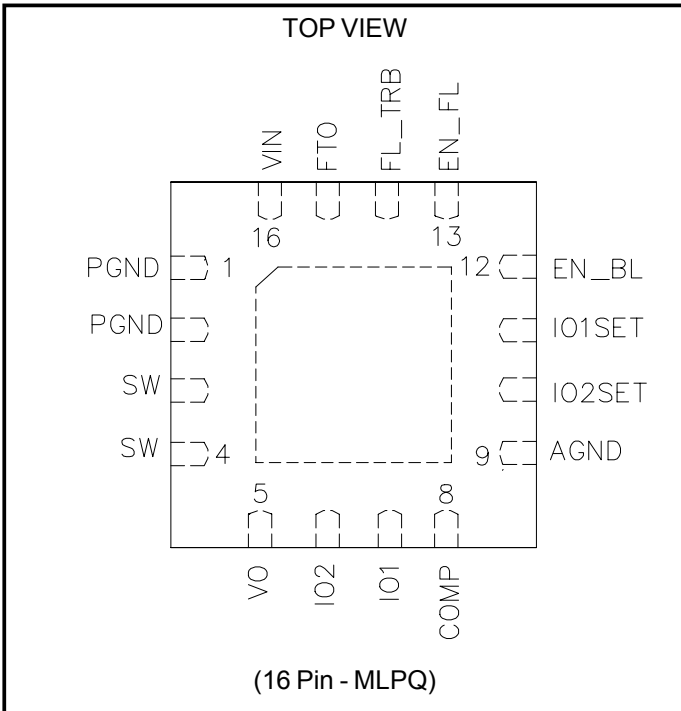 TOP VIEW
VIN
FTO
FL_TRB
EN_FL
16
13
PGND 1
12 EN_BL
PGND
IO1SET
SW
IO2SET
SW 4
9 AGND
5
8
VO
IO2
IO1
COMP
(16 Pin - MLPQ)